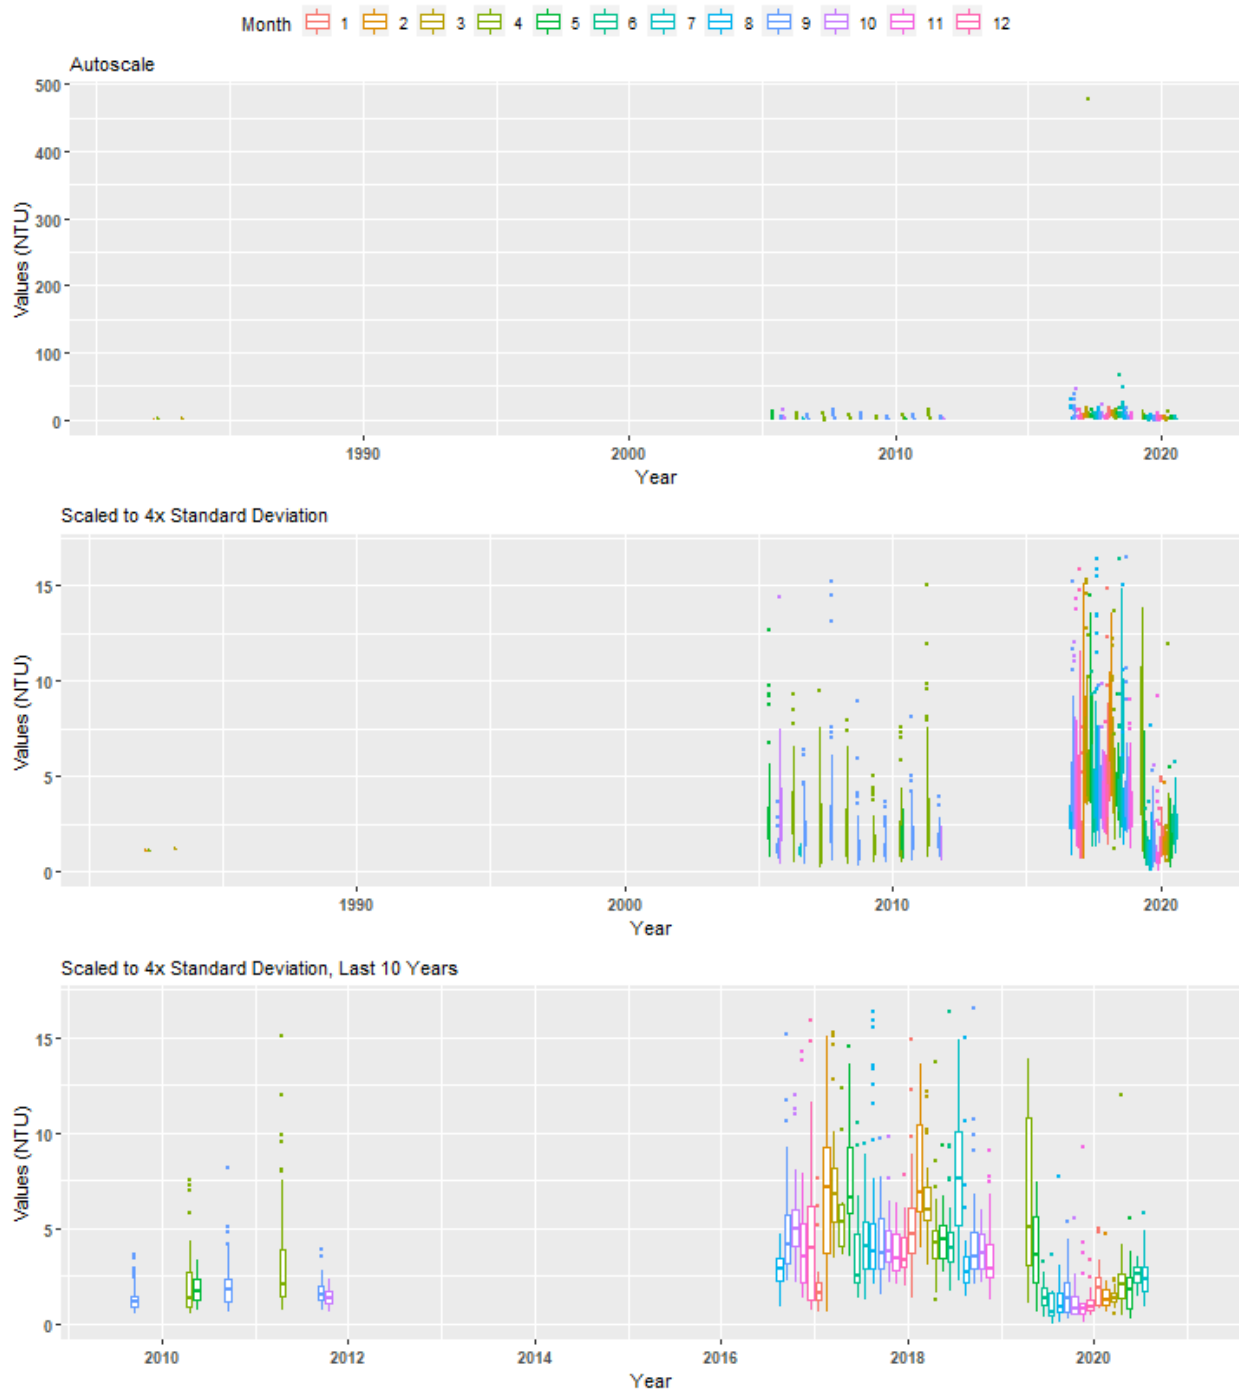 Month 1 2 3 4 5 6 7 8 9 10 11 12
Autoscale
500
400
300
200
100
0
Values (NTU)
1990 2000 2010 2020
Year
Scaled to 4x Standard Deviation
15
10
5
0
Values (NTU)
1990 2000 2010 2020
Year
Scaled to 4x Standard Deviation, Last 10 Years
15
10
5
0
Values (NTU)
2010 2012 2014 2016 2018 2020
Year